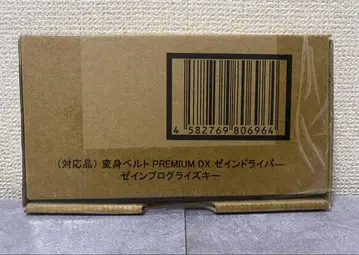 4 582769 806964
(対応品) 変身ベルト PREMIUM DX ゼインドライバー
ゼインプログライズキー